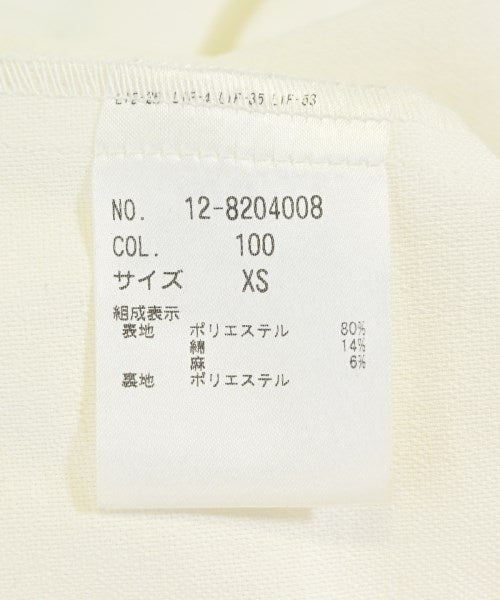 NO. 12-8204008
COL. 100
サイズ XS
組成表示
表地 ポリエステル 80%
綿 14%
麻 6%
裏地 ポリエステル